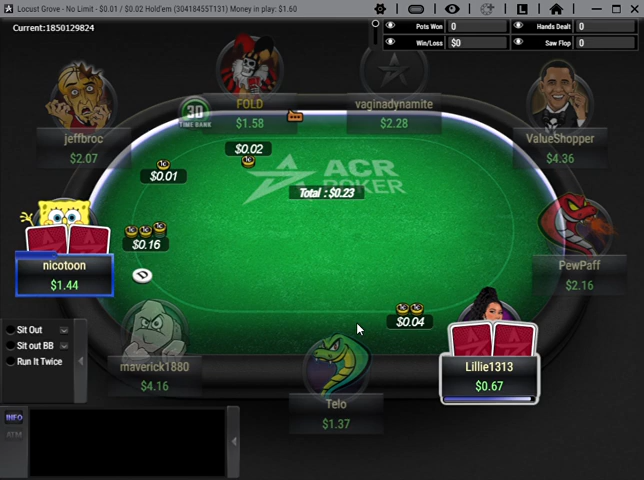 Locust Grove - No Limit - $0.01 / $0.02 Hold'em (30418455T131) Money in play: $1.60
Current:1850129824
Pots Won 0
Hands Dealt 0
Win/Loss $0
Saw Flop 0
30
TIME BANK
FOLD
$1.58
vaginadynamite
$2.28
jeffbroc
$2.07
ValueShopper
$4.36
$0.02
$0.01
ACR
POKER
Total : $0.23
$0.16
nicotoon
$1.44
D
PewPaff
$2.16
$0.04
Sit Out
Sit out BB
Run It Twice
maverick1880
$4.16
Telo
$1.37
Lillie1313
$0.67
INFO
ATM